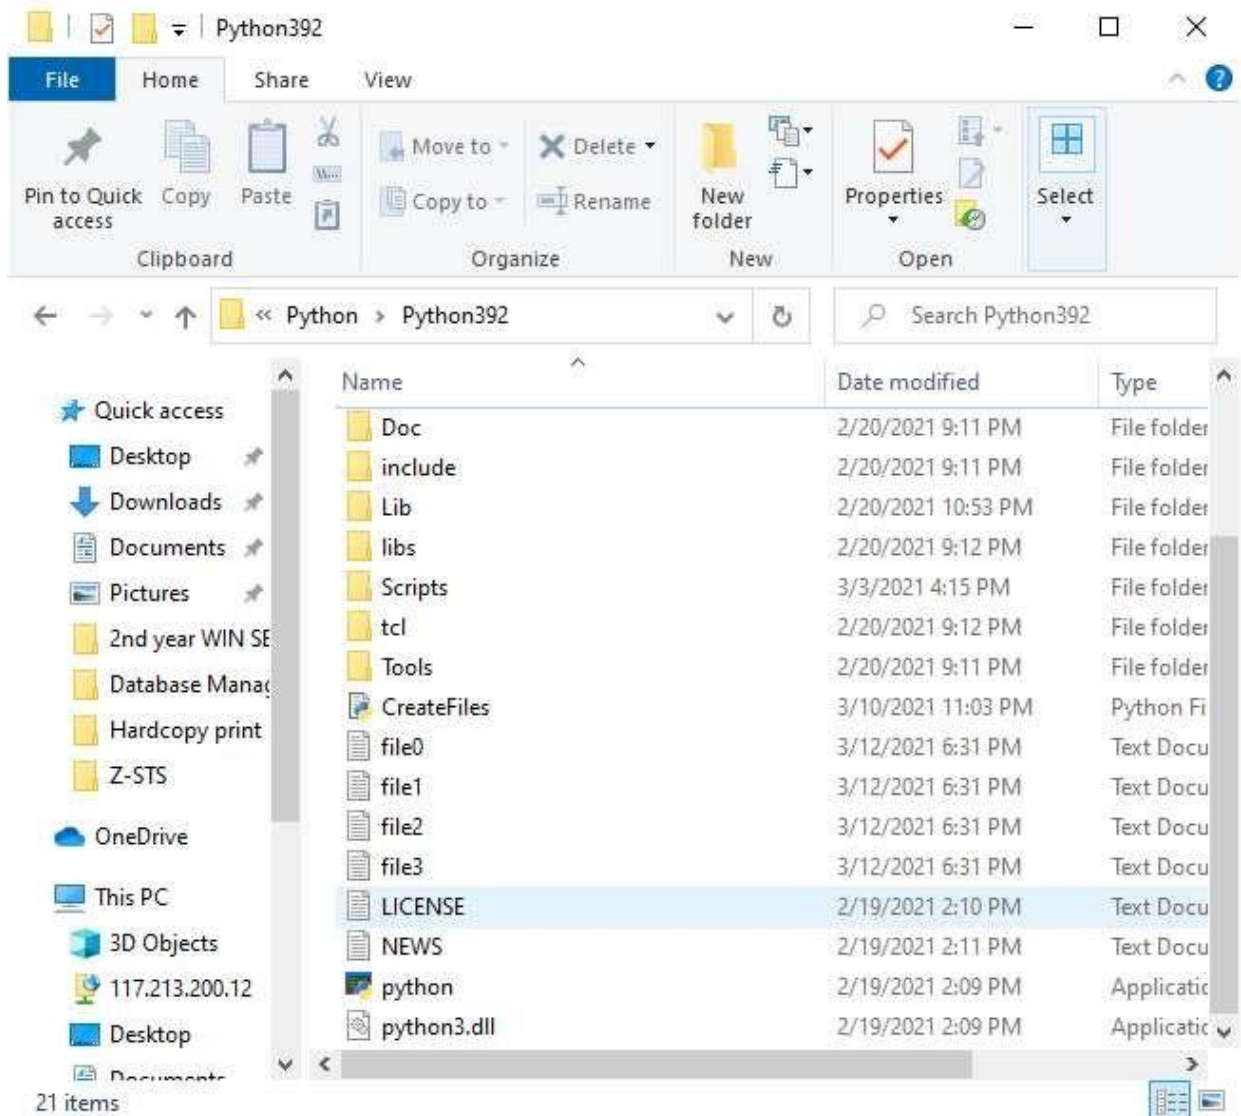 Python392
File Home Share View
Pin to Quick access Copy Paste
Move to Copy to Delete Rename
New folder Properties Select
Clipboard Organize New Open
« Python > Python392 Search Python392
Name Date modified Type
Quick access
Desktop
Downloads
Documents
Pictures
2nd year WIN SE
Database Manag
Hardcopy print
Z-STS
OneDrive
This PC
3D Objects
117.213.200.12
Desktop
Documents
Doc 2/20/2021 9:11 PM File folder
include 2/20/2021 9:11 PM File folder
Lib 2/20/2021 10:53 PM File folder
libs 2/20/2021 9:12 PM File folder
Scripts 3/3/2021 4:15 PM File folder
tcl 2/20/2021 9:12 PM File folder
Tools 2/20/2021 9:11 PM File folder
CreateFiles 3/10/2021 11:03 PM Python Fi
file0 3/12/2021 6:31 PM Text Docu
file1 3/12/2021 6:31 PM Text Docu
file2 3/12/2021 6:31 PM Text Docu
file3 3/12/2021 6:31 PM Text Docu
LICENSE 2/19/2021 2:10 PM Text Docu
NEWS 2/19/2021 2:11 PM Text Docu
python 2/19/2021 2:09 PM Applicatic
python3.dll 2/19/2021 2:09 PM Applicatic
21 items